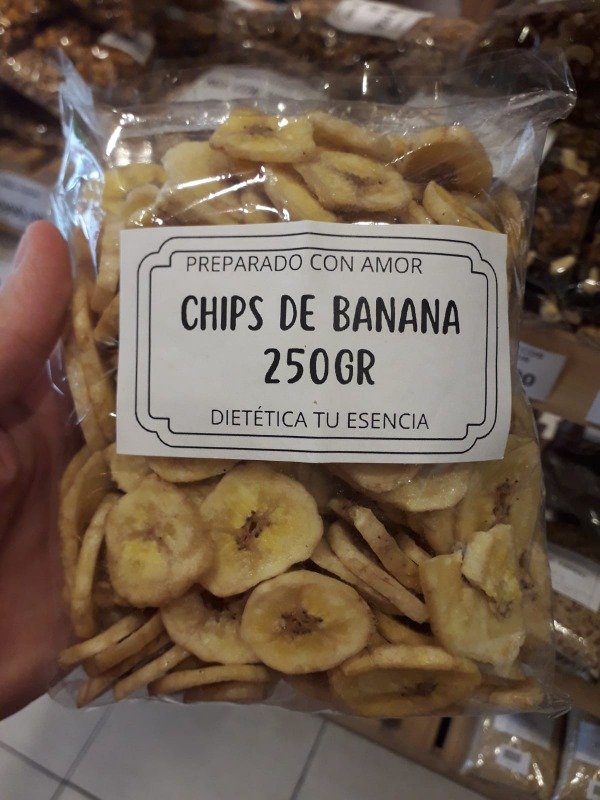 PREPARADO CON AMOR
CHIPS DE BANANA
250GR
DIETÉTICA TU ESENCIA